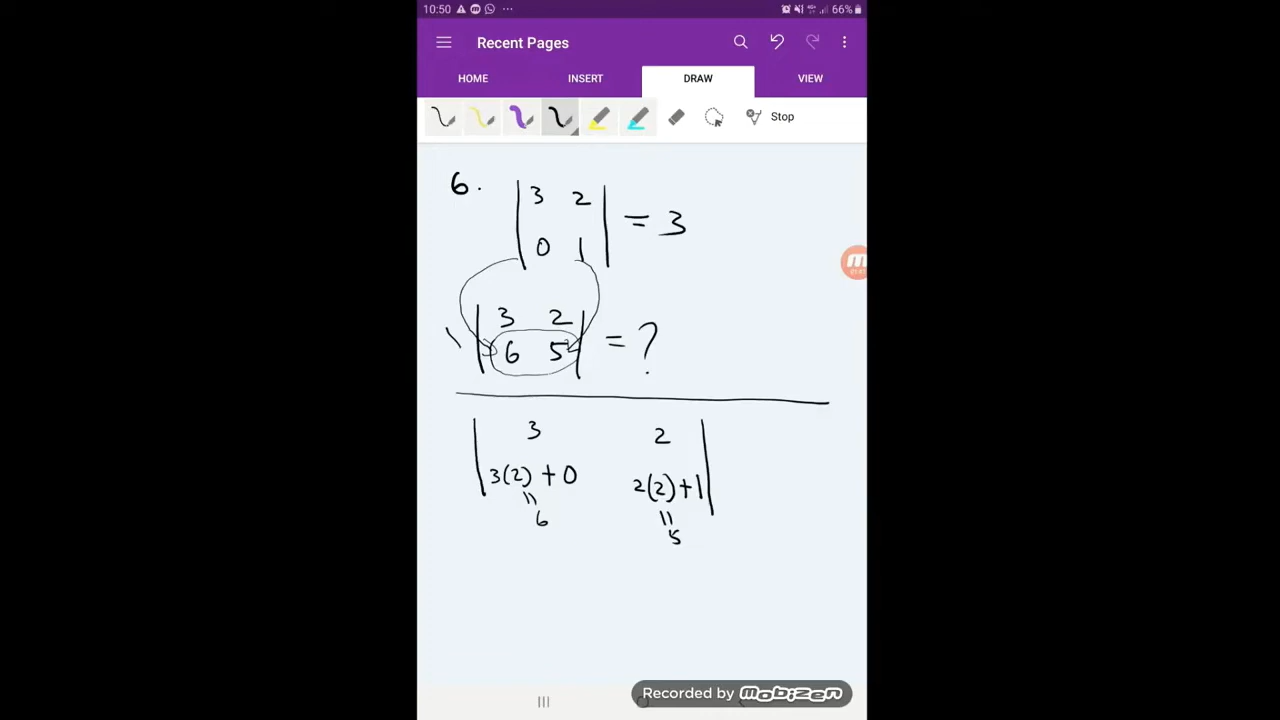 10:50 ... 66%
Recent Pages
HOME INSERT DRAW VIEW
Stop
6.
3 2
0 1
= 3
3 2
6 5
= ?
3 2
3(2) + 0 2(2) + 1
"
6
"
5
Recorded by mobizen